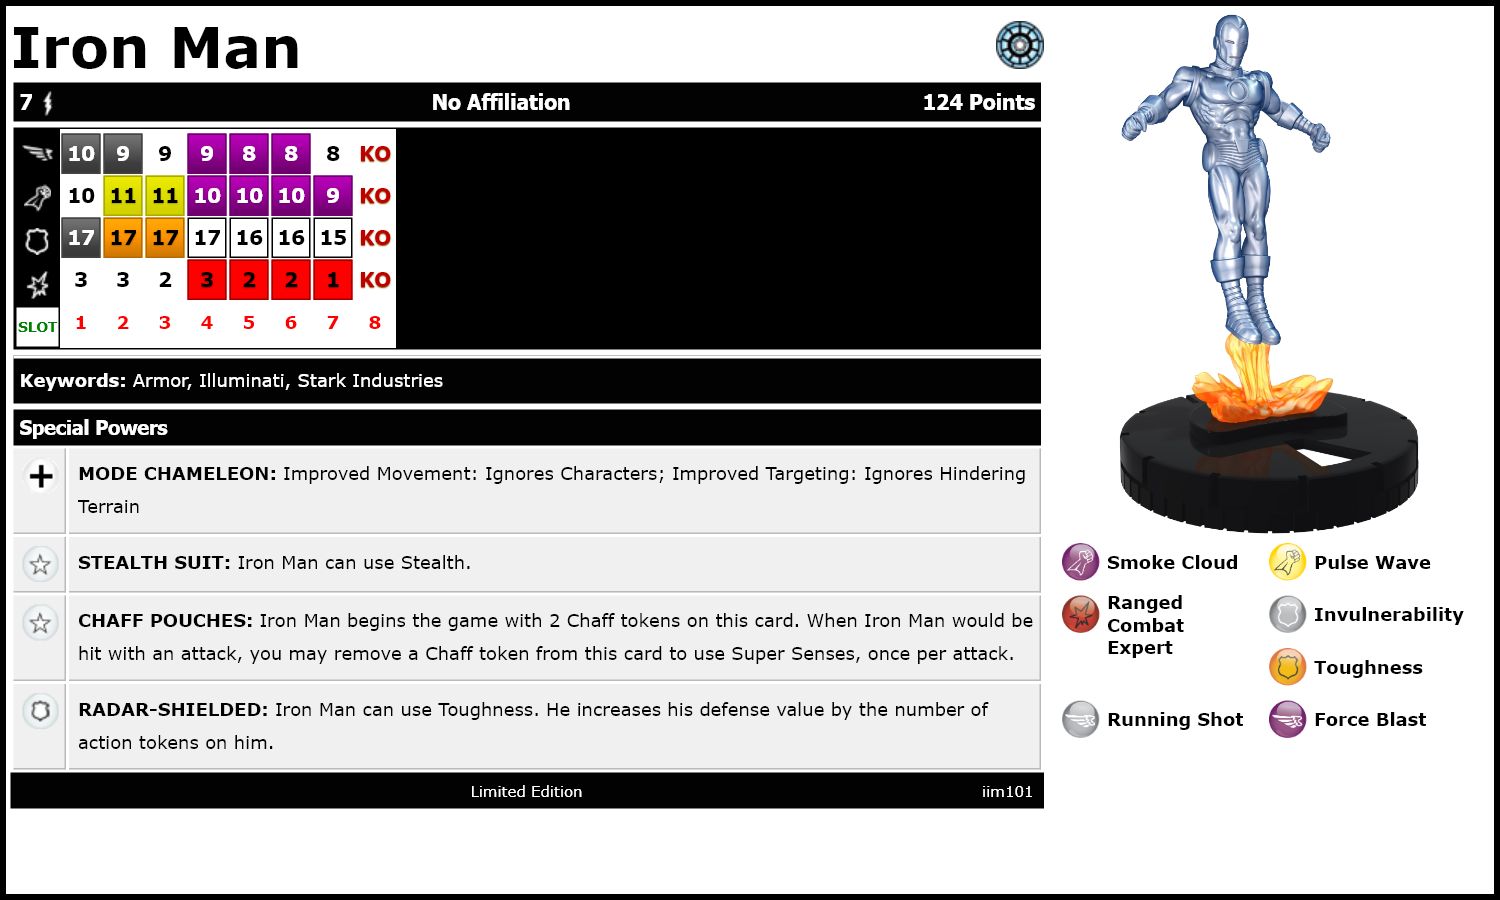 Iron Man
7 No Affiliation 124 Points
10 9 9 9 8 8 8 KO
10 11 11 10 10 10 9 KO
17 17 17 17 16 16 15 KO
3 3 2 3 2 2 1 KO
SLOT 1 2 3 4 5 6 7 8
Keywords: Armor, Illuminati, Stark Industries
Special Powers
MODE CHAMELEON: Improved Movement: Ignores Characters; Improved Targeting: Ignores Hindering
Terrain
STEALTH SUIT: Iron Man can use Stealth.
CHAFF POUCHES: Iron Man begins the game with 2 Chaff tokens on this card. When Iron Man would be
hit with an attack, you may remove a Chaff token from this card to use Super Senses, once per attack.
RADAR-SHIELDED: Iron Man can use Toughness. He increases his defense value by the number of
action tokens on him.
Limited Edition iim101
Smoke Cloud Pulse Wave
Ranged
Combat
Expert
Invulnerability
Toughness
Running Shot Force Blast